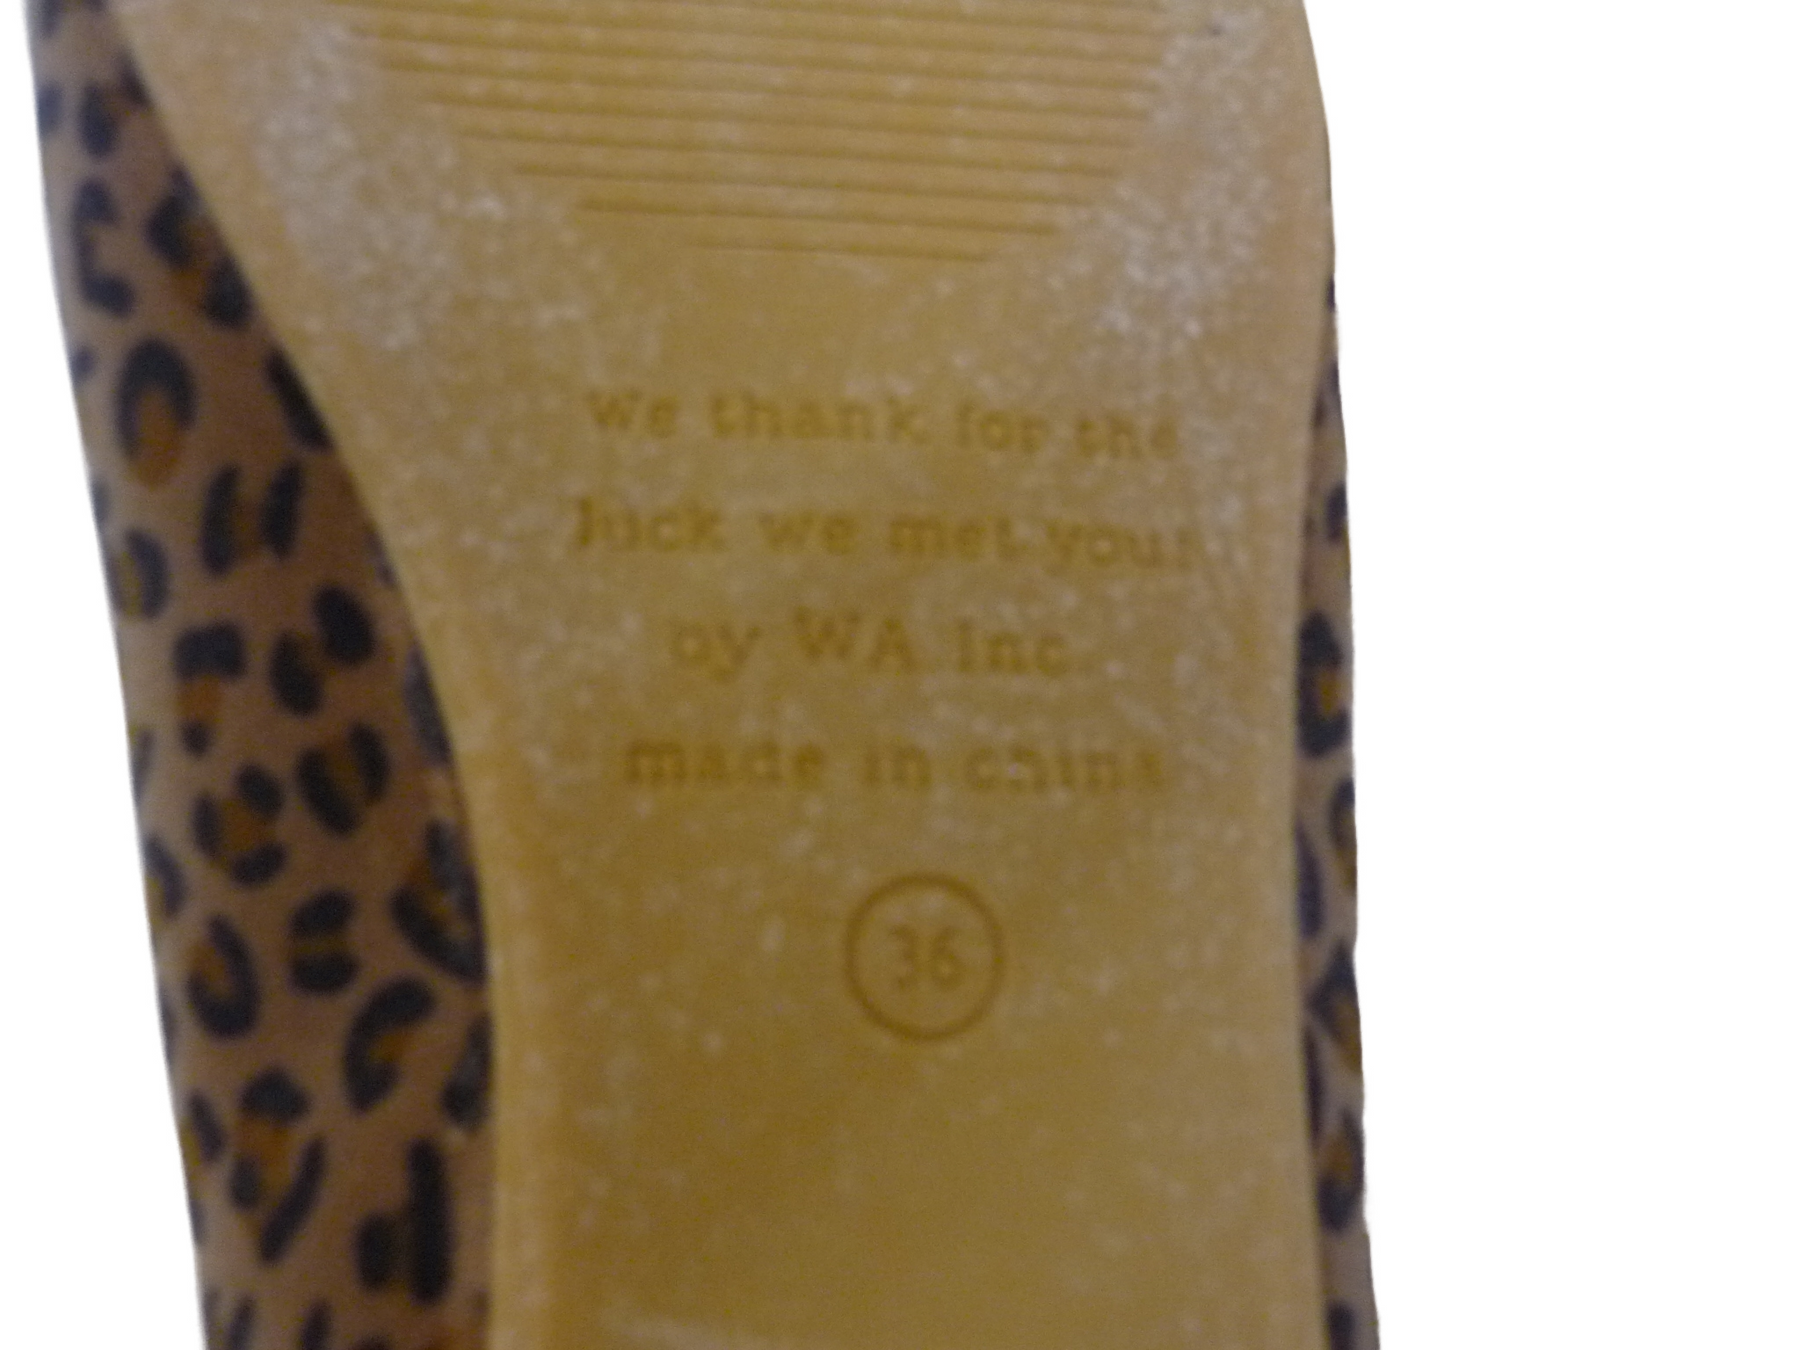 we thank for the
luck we met you!
by WA inc
made in china
36